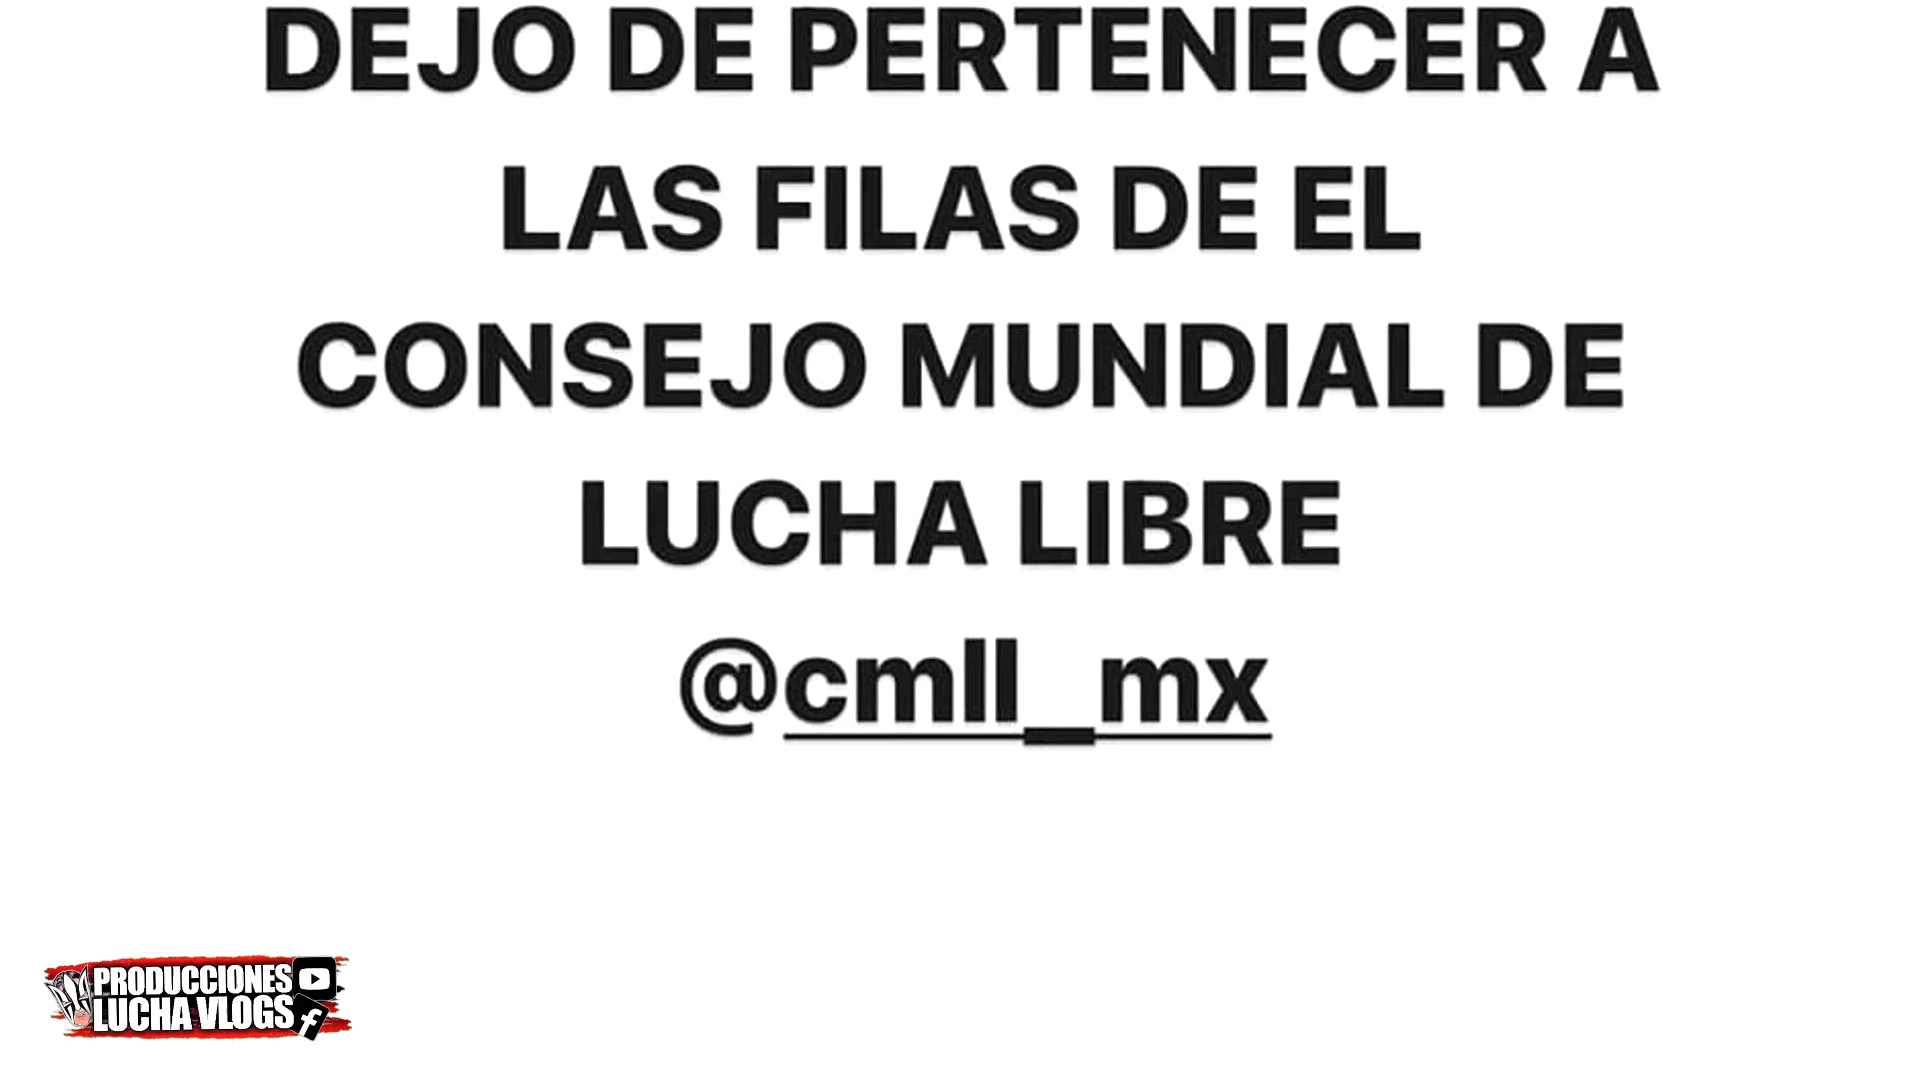 DEJO DE PERTENECER A
LAS FILAS DE EL
CONSEJO MUNDIAL DE
LUCHA LIBRE
@cmll_mx
PRODUCCIONES
LUCHA VLOGS